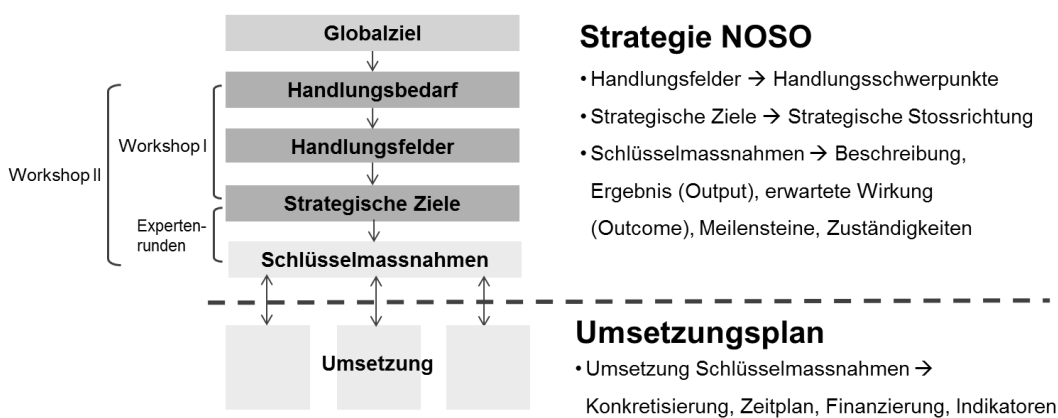 Globalziel
Handlungsbedarf
Handlungsfelder
Strategische Ziele
Schlüsselmassnahmen
Workshop I
Workshop II
Experten-
runden
Umsetzung
Strategie NOSO
• Handlungsfelder → Handlungsschwerpunkte
• Strategische Ziele → Strategische Stossrichtung
• Schlüsselmassnahmen → Beschreibung,
Ergebnis (Output), erwartete Wirkung
(Outcome), Meilensteine, Zuständigkeiten
Umsetzungsplan
• Umsetzung Schlüsselmassnahmen →
Konkretisierung, Zeitplan, Finanzierung, Indikatoren